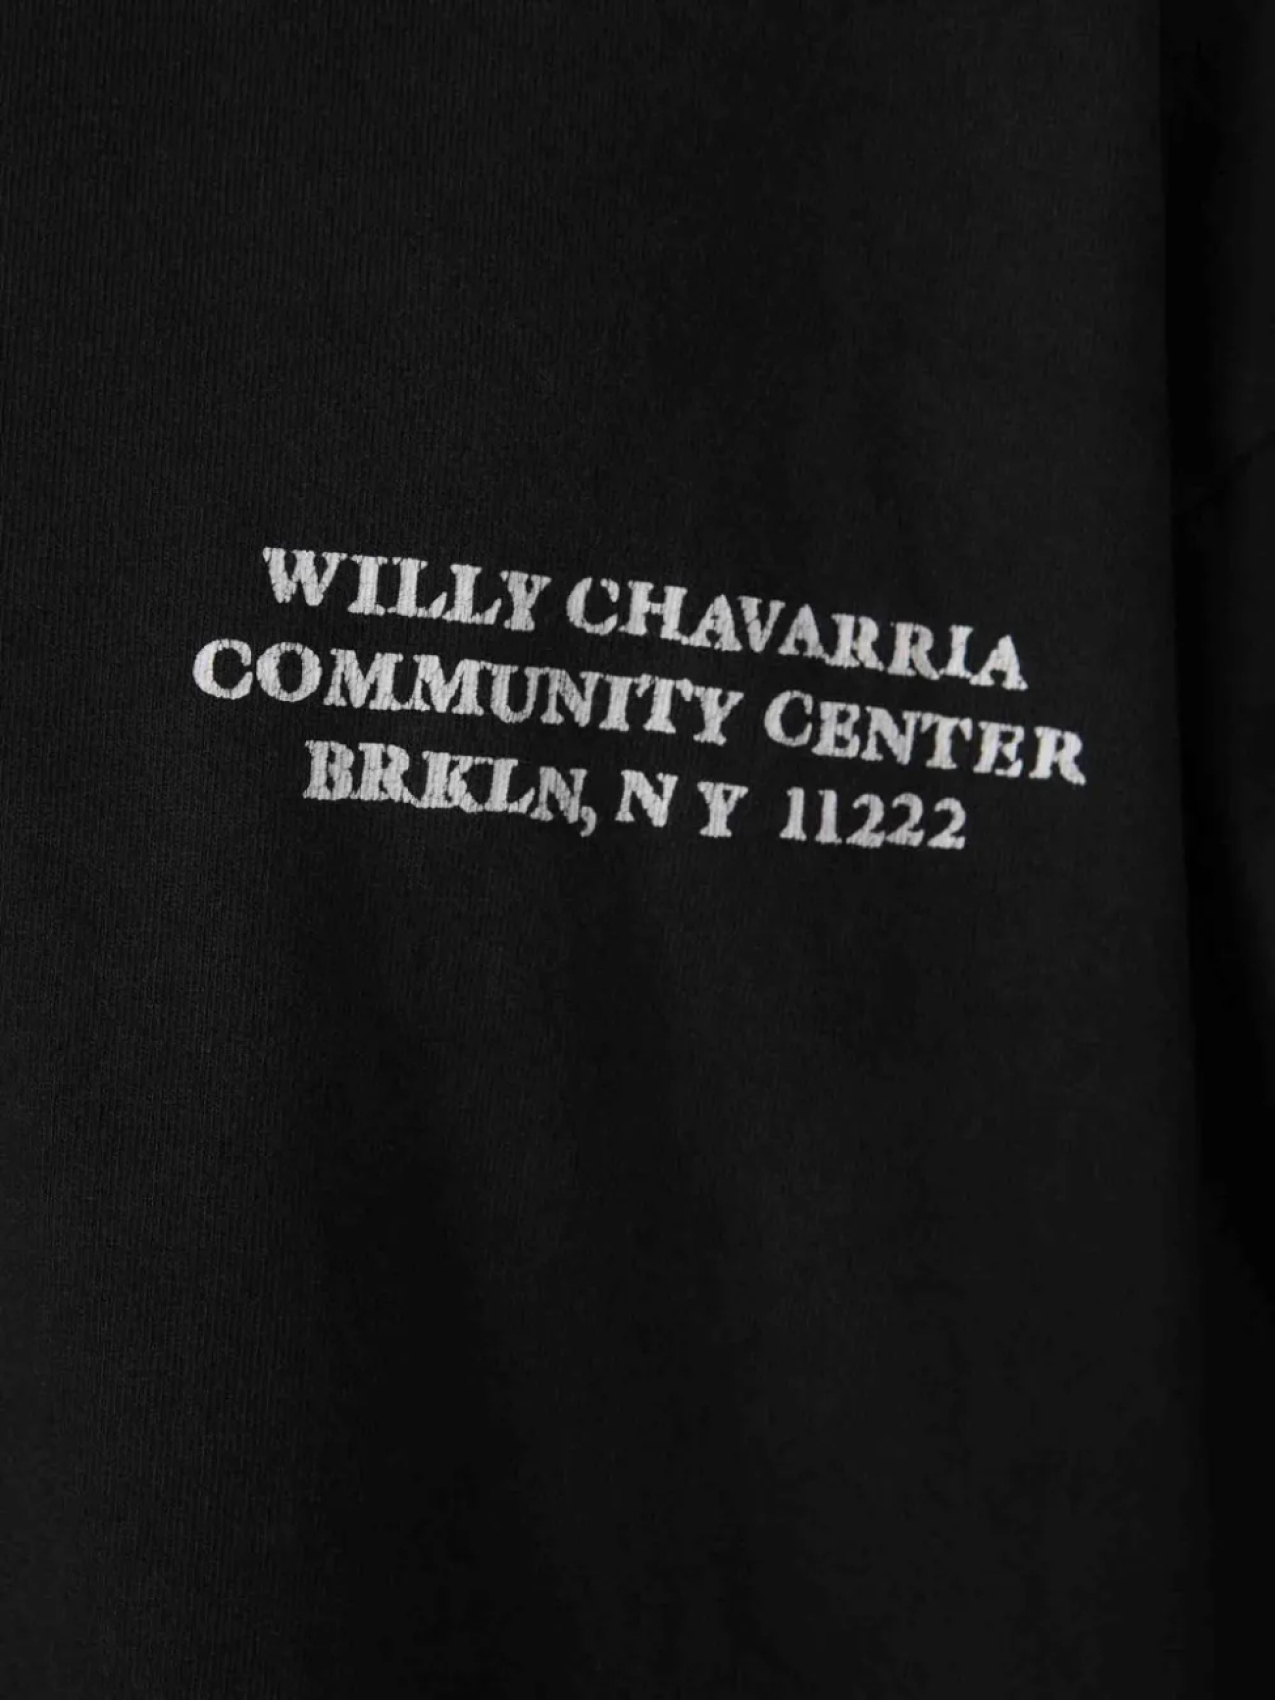 WILLY CHAVARRIA
COMMUNITY CENTER
BRKLN, N Y 11222